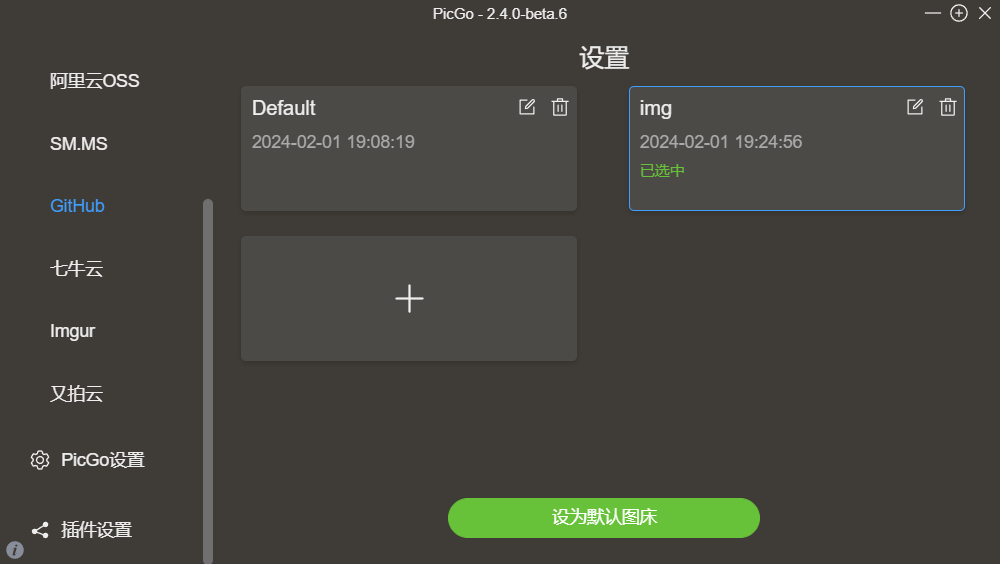 PicGo - 2.4.0-beta.6
阿里云OSS
SM.MS
GitHub
七牛云
Imgur
又拍云
PicGo设置
插件设置
设置
Default
2024-02-01 19:08:19
img
2024-02-01 19:24:56
已选中
设为默认图床